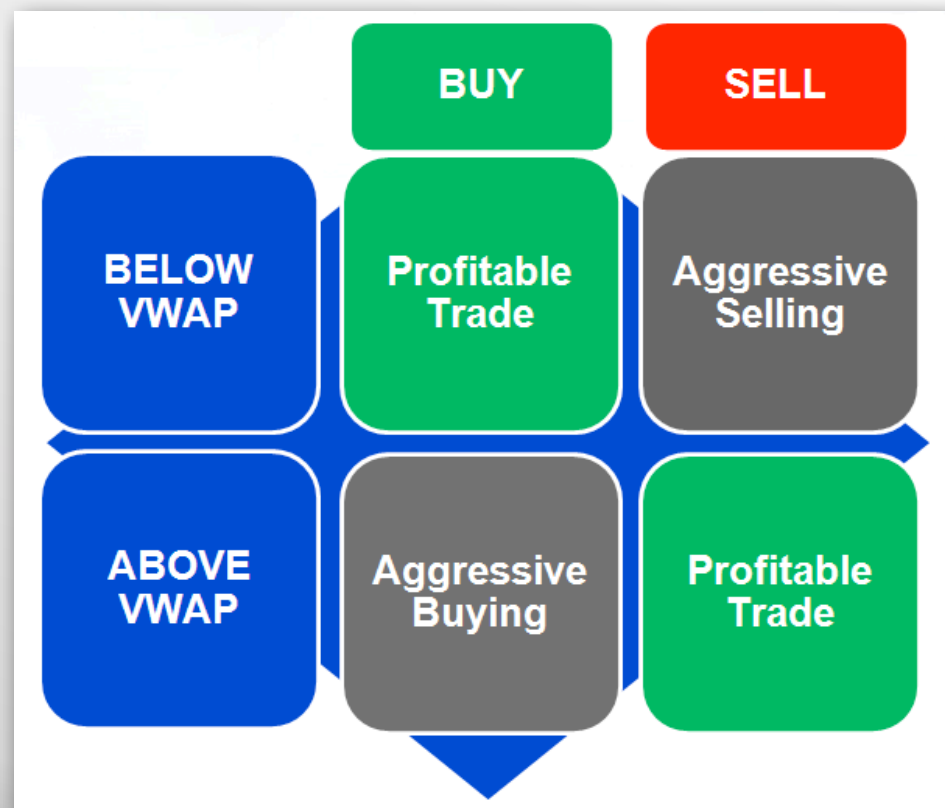 BUY
SELL
BELOW
VWAP
Profitable
Trade
Aggressive
Selling
ABOVE
VWAP
Aggressive
Buying
Profitable
Trade